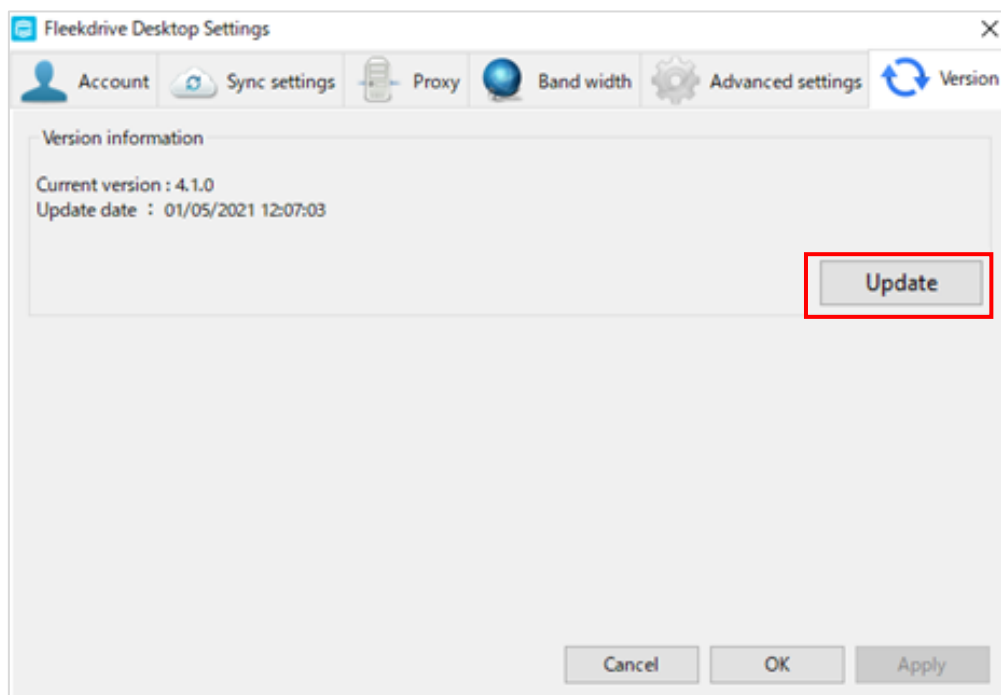 Fleekdrive Desktop Settings
Account Sync settings Proxy Band width Advanced settings Version
Version information
Current version : 4.1.0
Update date ： 01/05/2021 12:07:03
Update
Cancel OK Apply